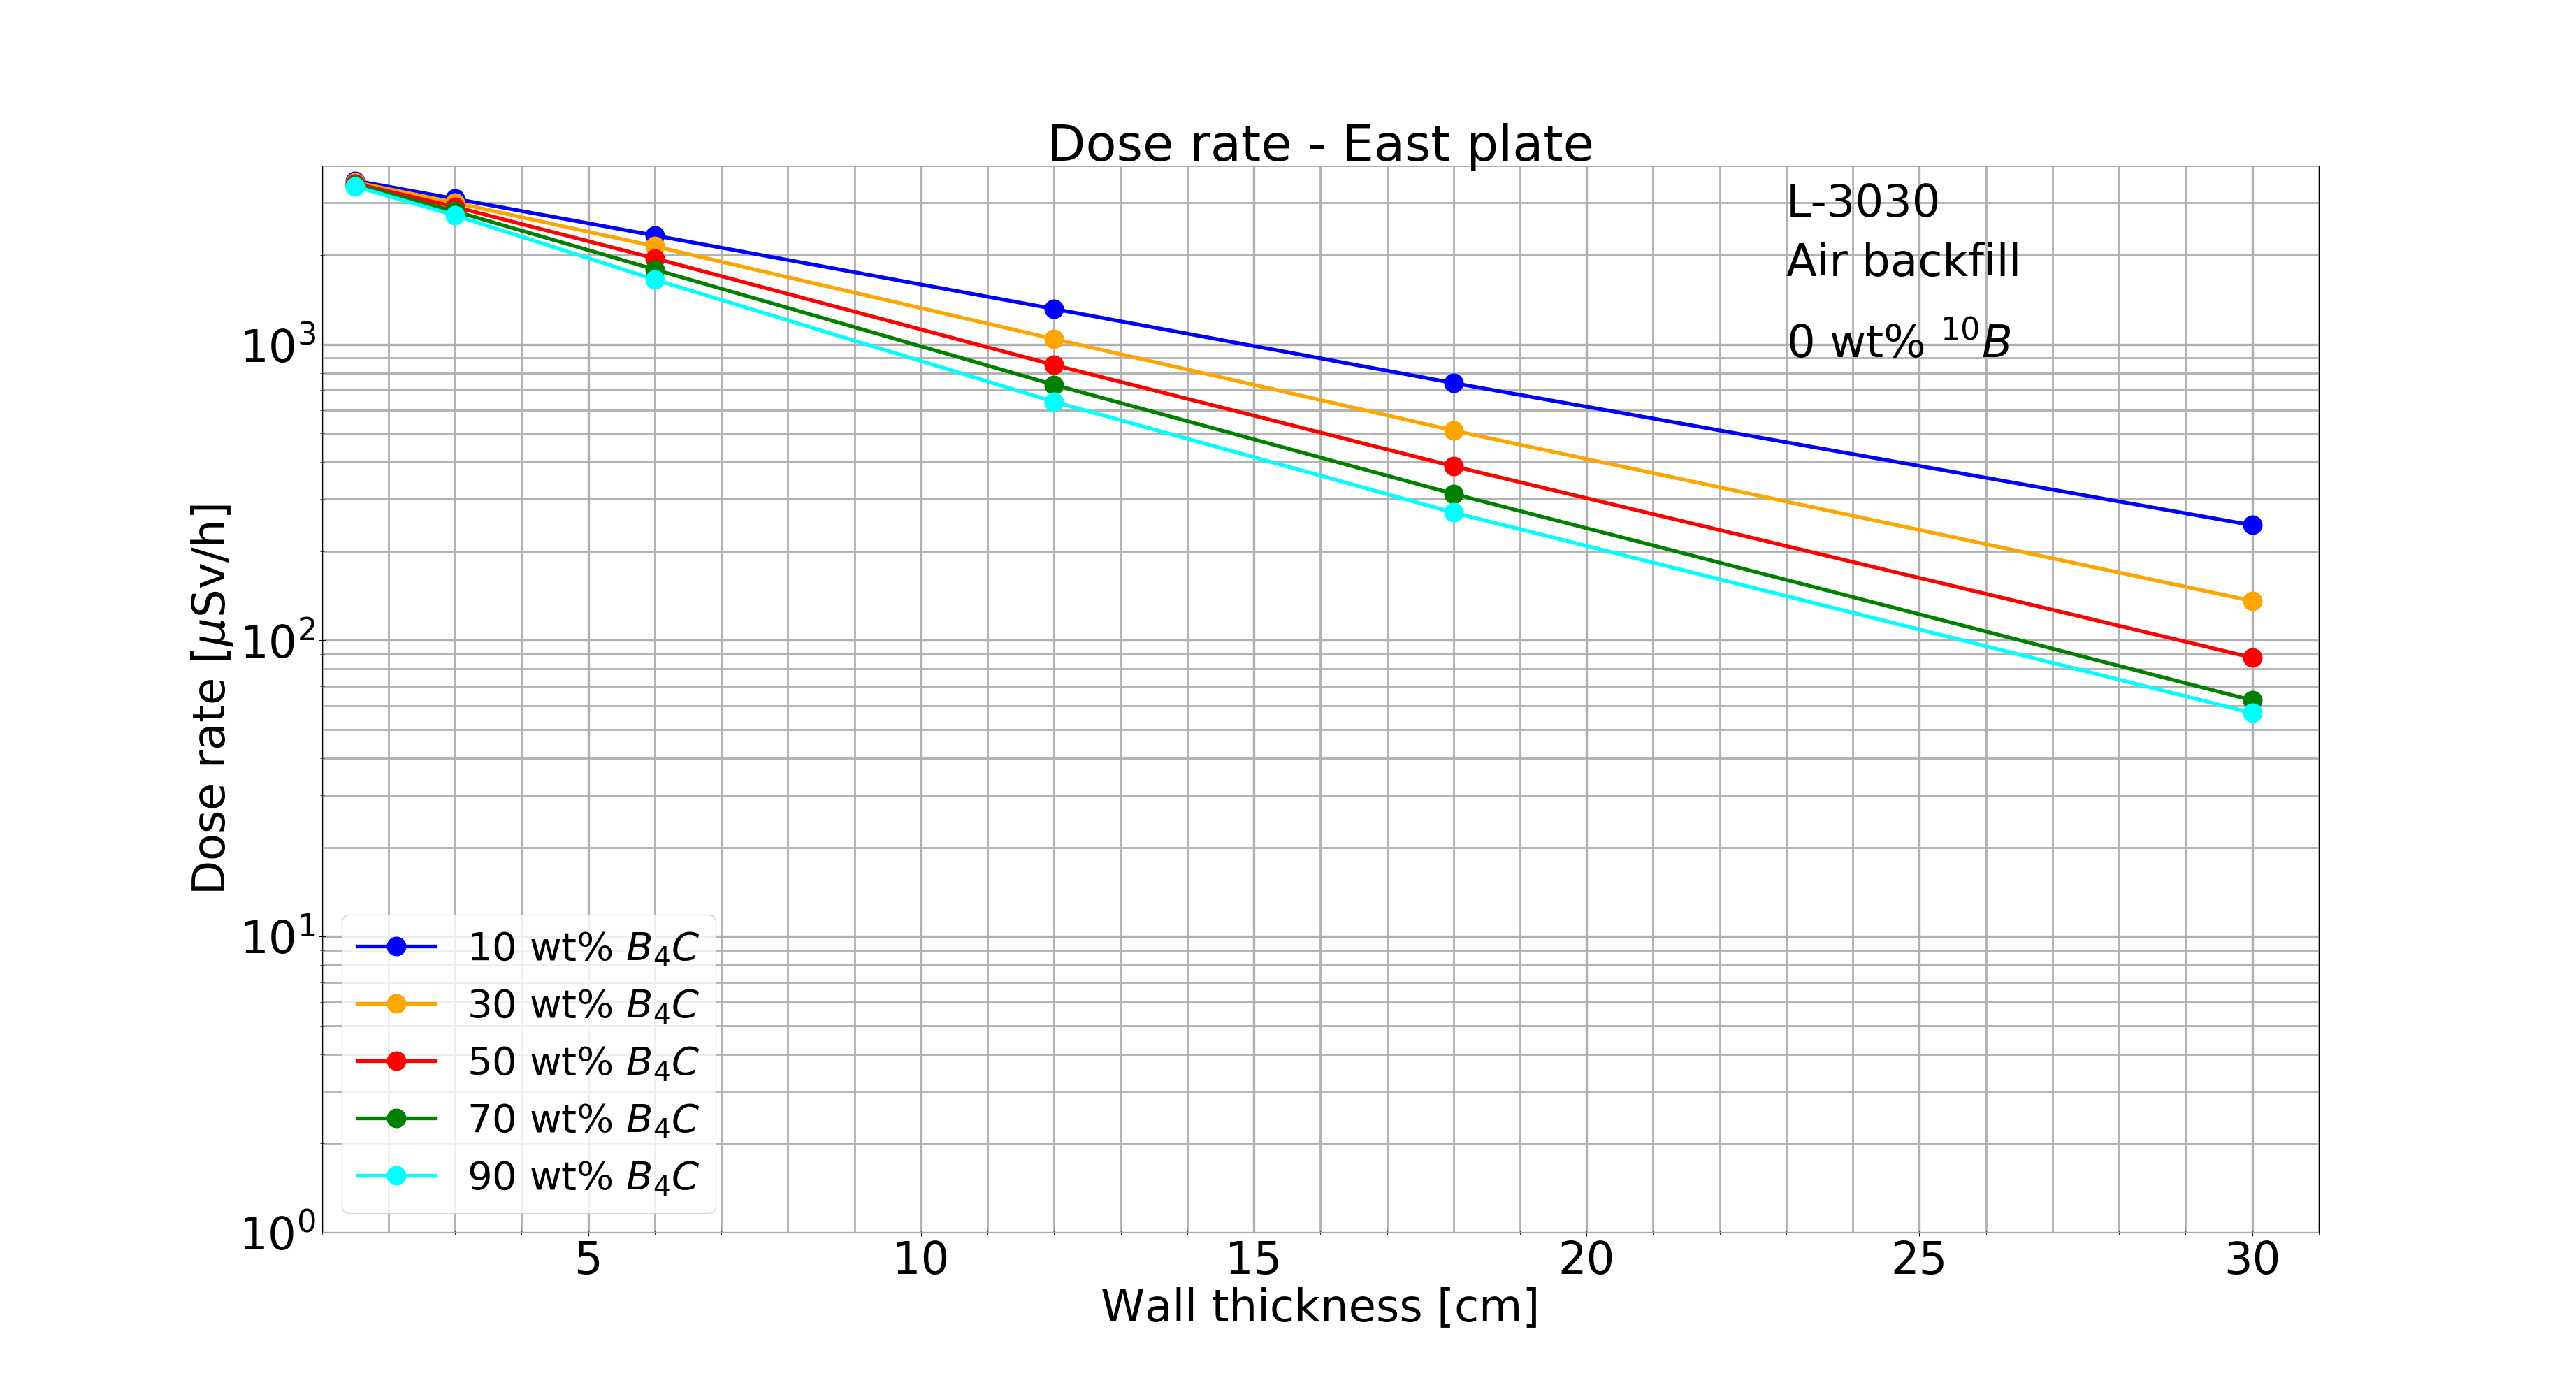 Dose rate - East plate
L-3030
Air backfill
0 wt% ¹⁰B
Dose rate [μSv/h]
10³
10²
10¹
10⁰
10 wt% B₄C
30 wt% B₄C
50 wt% B₄C
70 wt% B₄C
90 wt% B₄C
5 10 15 20 25 30
Wall thickness [cm]